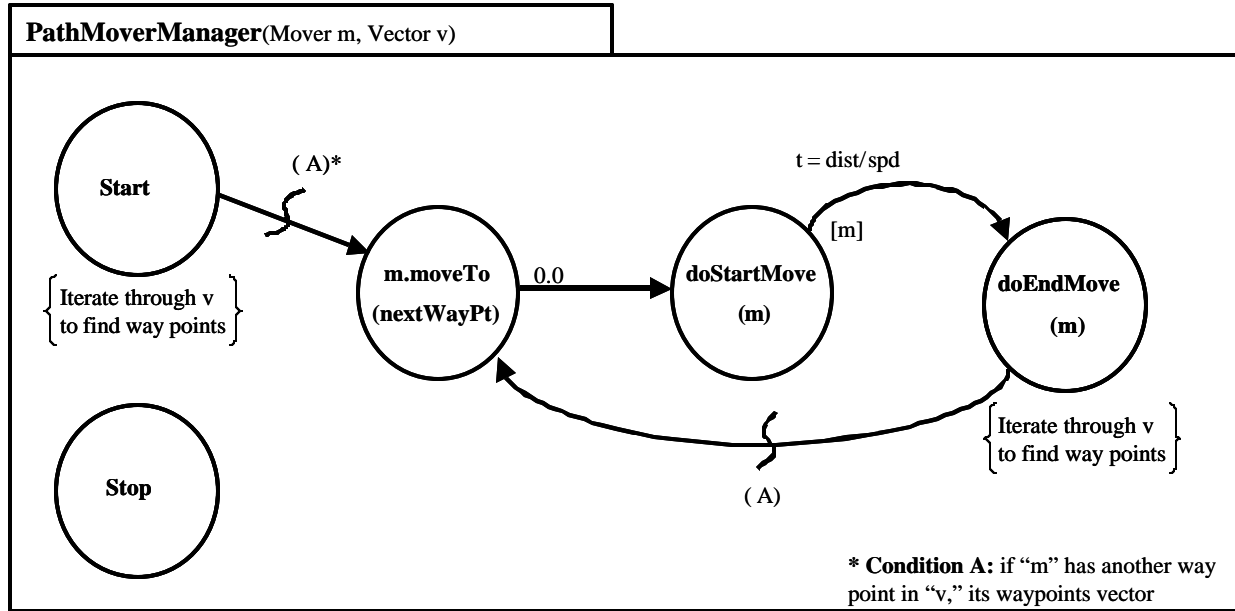 PathMoverManager(Mover m, Vector v)
( A)*
t = dist/spd
Start
[m]
m.moveTo
(nextWayPt)
0.0
doStartMove
(m)
doEndMove
(m)
Iterate through v
to find way points
Iterate through v
to find way points
Stop
( A)
* Condition A: if “m” has another way
point in “v,” its waypoints vector